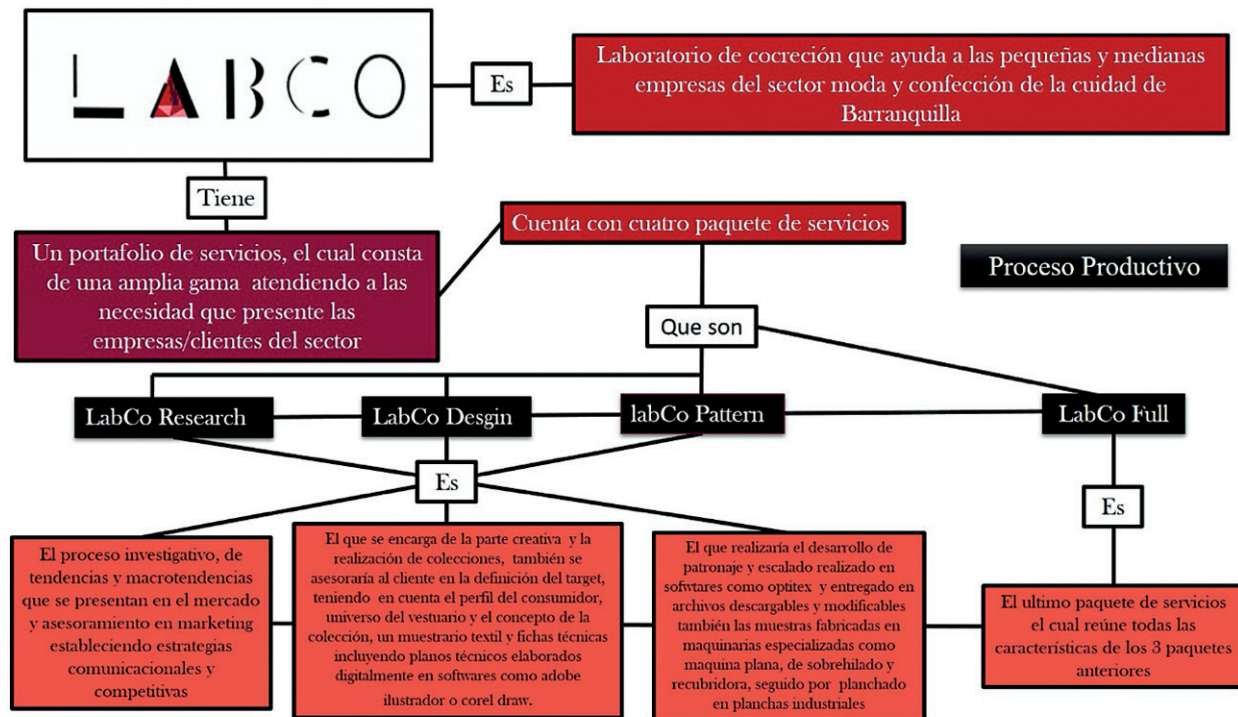 LABCO
Es
Laboratorio de cocreción que ayuda a las pequeñas y medianas
empresas del sector moda y confección de la cuidad de
Barranquilla
Tiene
Cuenta con cuatro paquete de servicios
Un portafolio de servicios, el cual consta
de una amplia gama atendiendo a las
necesidad que presente las
empresas/clientes del sector
Proceso Productivo
Que son
LabCo Research
LabCo Desgin
labCo Pattern
LabCo Full
Es
Es
El proceso investigativo, de
tendencias y macrotendencias
que se presentan en el mercado
y asesoramiento en marketing
estableciendo estrategias
comunicacionales y
competitivas
El que se encarga de la parte creativa y la
realización de colecciones, también se
asesoraría al cliente en la definición del target,
teniendo en cuenta el perfil del consumidor,
universo del vestuario y el concepto de la
colección, un muestrario textil y fichas técnicas
incluyendo planos técnicos elaborados
digitalmente en softwares como adobe
ilustrador o corel draw.
El que realizaría el desarrollo de
patronaje y escalado realizado en
sofwtares como optitex y entregado en
archivos descargables y modificables
también las muestras fabricadas en
maquinarias especializadas como
maquina plana, de sobrehilado y
recubridora, seguido por planchado
en planchas industriales
El ultimo paquete de servicios
el cual reúne todas las
características de los 3 paquetes
anteriores